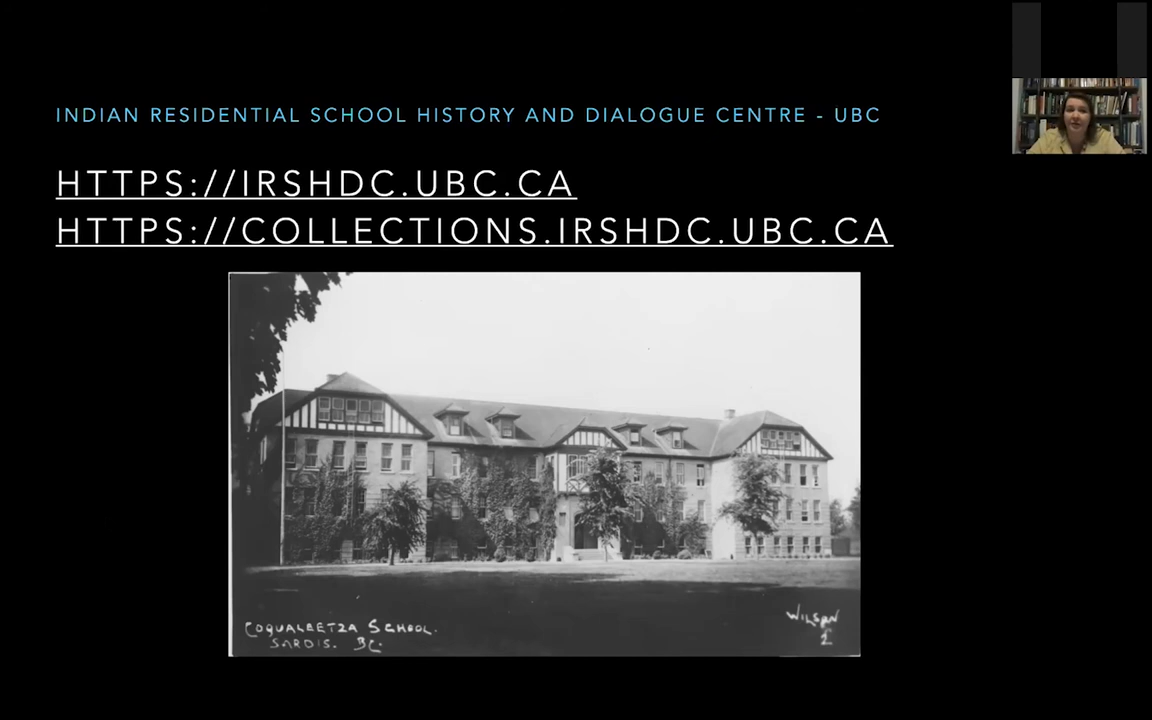 INDIAN RESIDENTIAL SCHOOL HISTORY AND DIALOGUE CENTRE - UBC
HTTPS://IRSHDC.UBC.CA
HTTPS://COLLECTIONS.IRSHDC.UBC.CA
COQUALEETZA SCHOOL.
SARDIS. BC.
WILSON